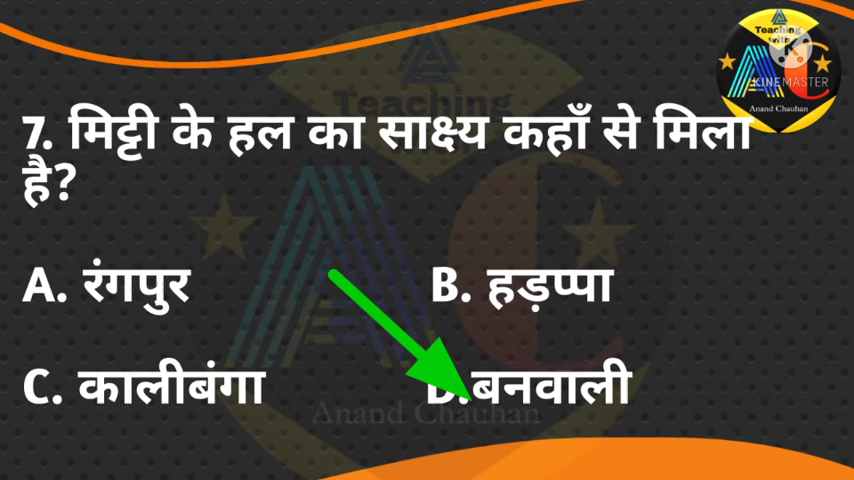 Teaching
with
KINEMASTER
Anand Chauhan
Teaching
7. मिट्टी के हल का साक्ष्य कहाँ से मिला
है?
A. रंगपुर
B. हड़प्पा
C. कालीबंगा
D.बनवाली
Anand Chauhan